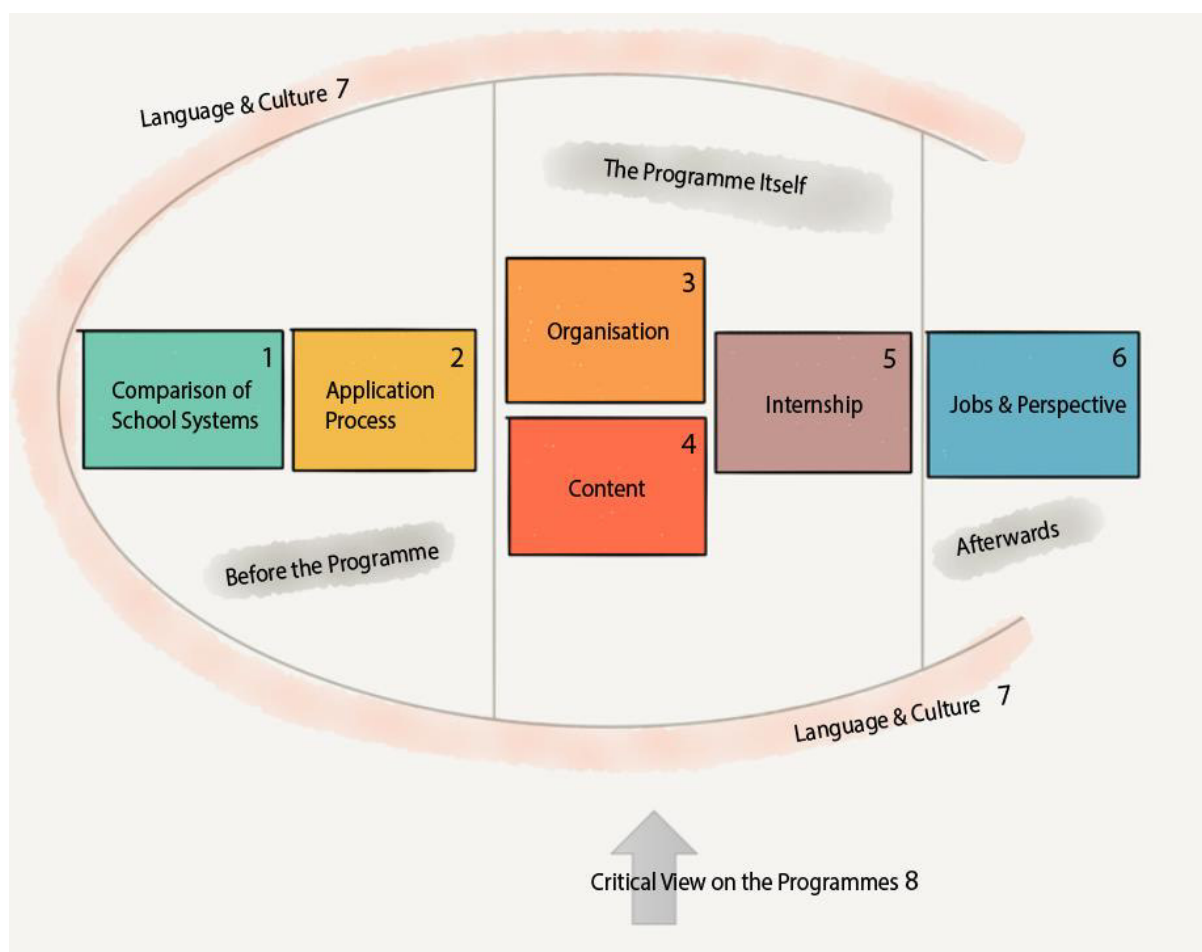 Language & Culture 7
The Programme Itself
3
Organisation
1
Comparison of
School Systems
2
Application
Process
5
Internship
6
Jobs & Perspective
4
Content
Before the Programme
Afterwards
Language & Culture 7
Critical View on the Programmes 8